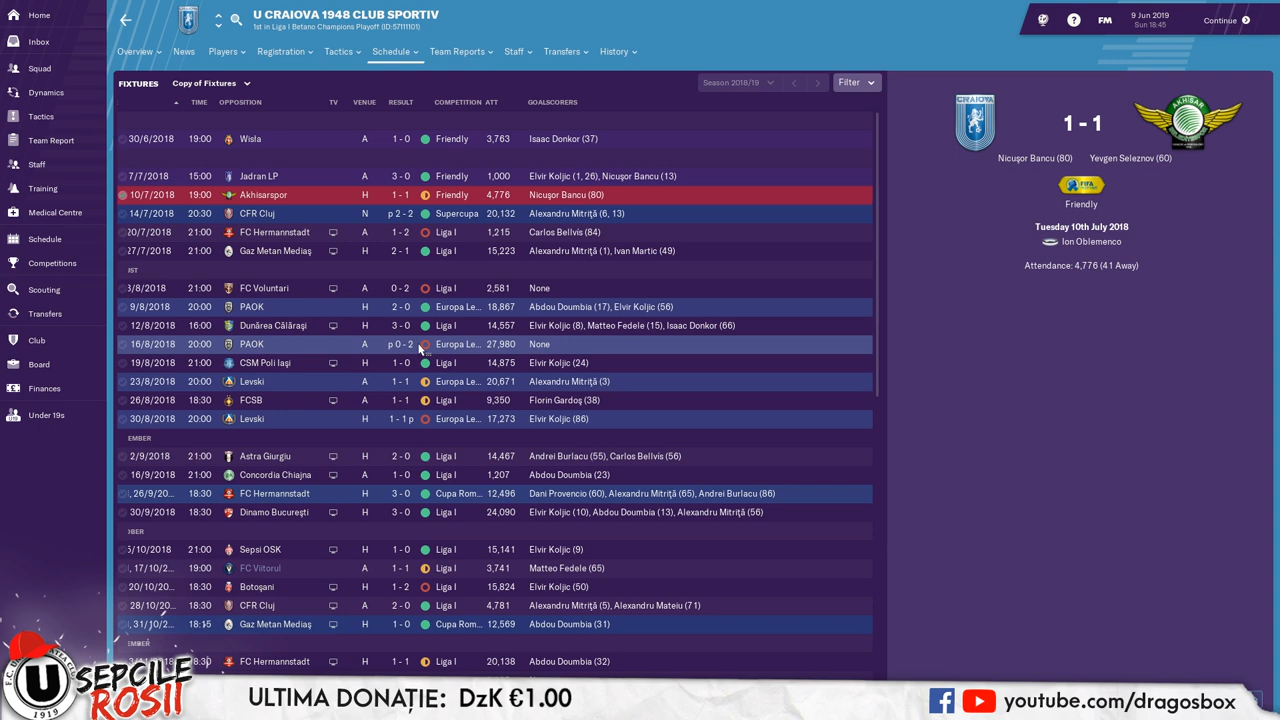 Home
Inbox
Squad
Dynamics
Tactics
Team Report
Staff
Training
Medical Centre
Schedule
Competitions
Scouting
Transfers
Club
Board
Finances
Under 19s
U CRAIOVA 1948 CLUB SPORTIV
1st in Liga I Betano Champions Playoff (ID:57111101)
FM
9 Jun 2019
Sun 18:45
Continue
Overview News Players Registration Tactics Schedule Team Reports Staff Transfers History
FIXTURES Copy of Fixtures Season 2018/19 Filter
TIME OPPOSITION TV VENUE RESULT COMPETITION ATT GOALSCORERS
30/6/2018 19:00 Wisla A 1 - 0 Friendly 3,763 Isaac Donkor (37)
7/7/2018 15:00 Jadran LP A 3 - 0 Friendly 1,000 Elvir Koljic (1, 26), Nicuşor Bancu (13)
10/7/2018 19:00 Akhisarspor H 1 - 1 Friendly 4,776 Nicuşor Bancu (80)
14/7/2018 20:30 CFR Cluj N p 2 - 2 Supercupa 20,132 Alexandru Mitriţă (6, 13)
20/7/2018 21:00 FC Hermannstadt A 1 - 2 Liga I 1,215 Carlos Bellvís (84)
27/7/2018 21:00 Gaz Metan Mediaş H 2 - 1 Liga I 15,223 Alexandru Mitriţă (1), Ivan Martic (49)
UST
3/8/2018 21:00 FC Voluntari A 0 - 2 Liga I 2,581 None
9/8/2018 20:00 PAOK H 2 - 0 Europa Le... 18,867 Abdou Doumbia (17), Elvir Koljic (56)
12/8/2018 16:00 Dunărea Călăraşi H 3 - 0 Liga I 14,557 Elvir Koljic (8), Matteo Fedele (15), Isaac Donkor (66)
16/8/2018 20:00 PAOK A p 0 - 2 Europa Le... 27,980 None
19/8/2018 21:00 CSM Poli Iaşi H 1 - 0 Liga I 14,875 Elvir Koljic (24)
23/8/2018 20:00 Levski A 1 - 1 Europa Le... 20,671 Alexandru Mitriţă (3)
26/8/2018 18:30 FCSB A 1 - 1 Liga I 9,350 Florin Gardoş (38)
30/8/2018 20:00 Levski H 1 - 1 p Europa Le... 17,273 Elvir Koljic (86)
EMBER
2/9/2018 21:00 Astra Giurgiu H 2 - 0 Liga I 14,467 Andrei Burlacu (55), Carlos Bellvís (56)
16/9/2018 21:00 Concordia Chiajna A 1 - 0 Liga I 1,207 Abdou Doumbia (23)
, 26/9/20... 18:30 FC Hermannstadt H 3 - 0 Cupa Rom... 12,496 Dani Provencio (60), Alexandru Mitriţă (65), Andrei Burlacu (86)
30/9/2018 18:30 Dinamo Bucureşti H 3 - 0 Liga I 24,090 Elvir Koljic (10), Abdou Doumbia (13), Alexandru Mitriţă (56)
OBER
5/10/2018 21:00 Sepsi OSK H 1 - 0 Liga I 15,141 Elvir Koljic (9)
, 17/10/2... 19:00 FC Viitorul A 1 - 1 Liga I 3,741 Matteo Fedele (65)
20/10/20... 18:30 Botoşani H 1 - 2 Liga I 15,824 Elvir Koljic (50)
28/10/20... 18:30 CFR Cluj A 2 - 0 Liga I 4,781 Alexandru Mitriţă (5), Alexandru Mateiu (71)
, 31/10/2... 18:15 Gaz Metan Mediaş H 1 - 0 Cupa Rom... 12,569 Abdou Doumbia (31)
EMBER
18:30 FC Hermannstadt H 1 - 1 Liga I 20,138 Abdou Doumbia (32)
CRAIOVA
AKHISAR
1 - 1
Nicuşor Bancu (80) Yevgen Seleznov (60)
FIFA
Friendly
Tuesday 10th July 2018
Ion Oblemenco
Attendance: 4,776 (41 Away)
U
1919
SEPCILE
ROSII
ULTIMA DONAȚIE: DzK €1.00
youtube.com/dragosbox